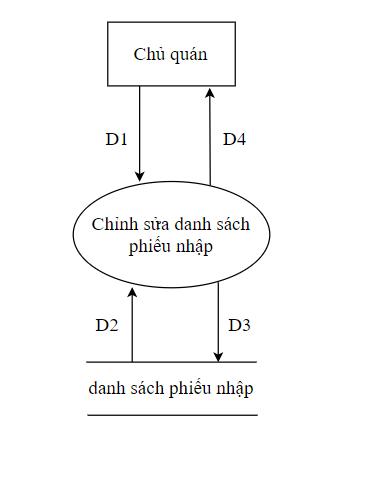 Chủ quán
D1
D4
Chỉnh sửa danh sách
phiếu nhập
D2
D3
danh sách phiếu nhập